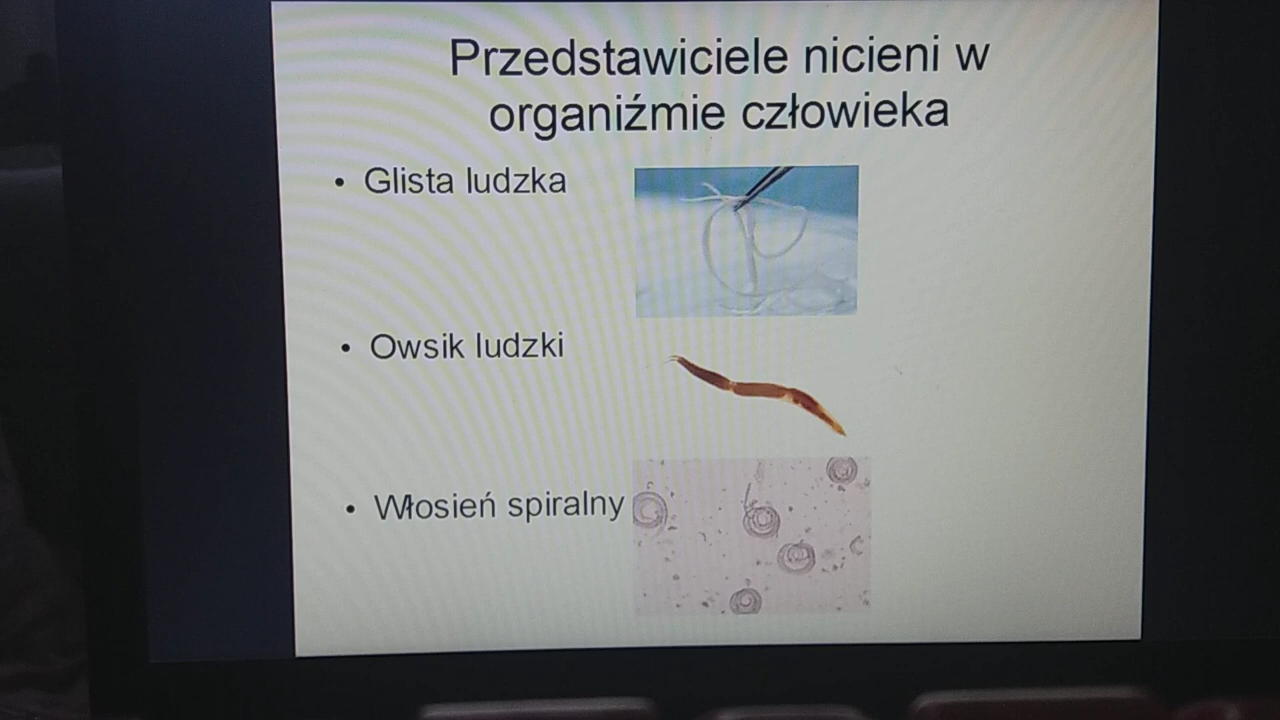 Przedstawiciele nicieni w
organiźmie człowieka
• Glista ludzka
• Owsik ludzki
• Włosień spiralny